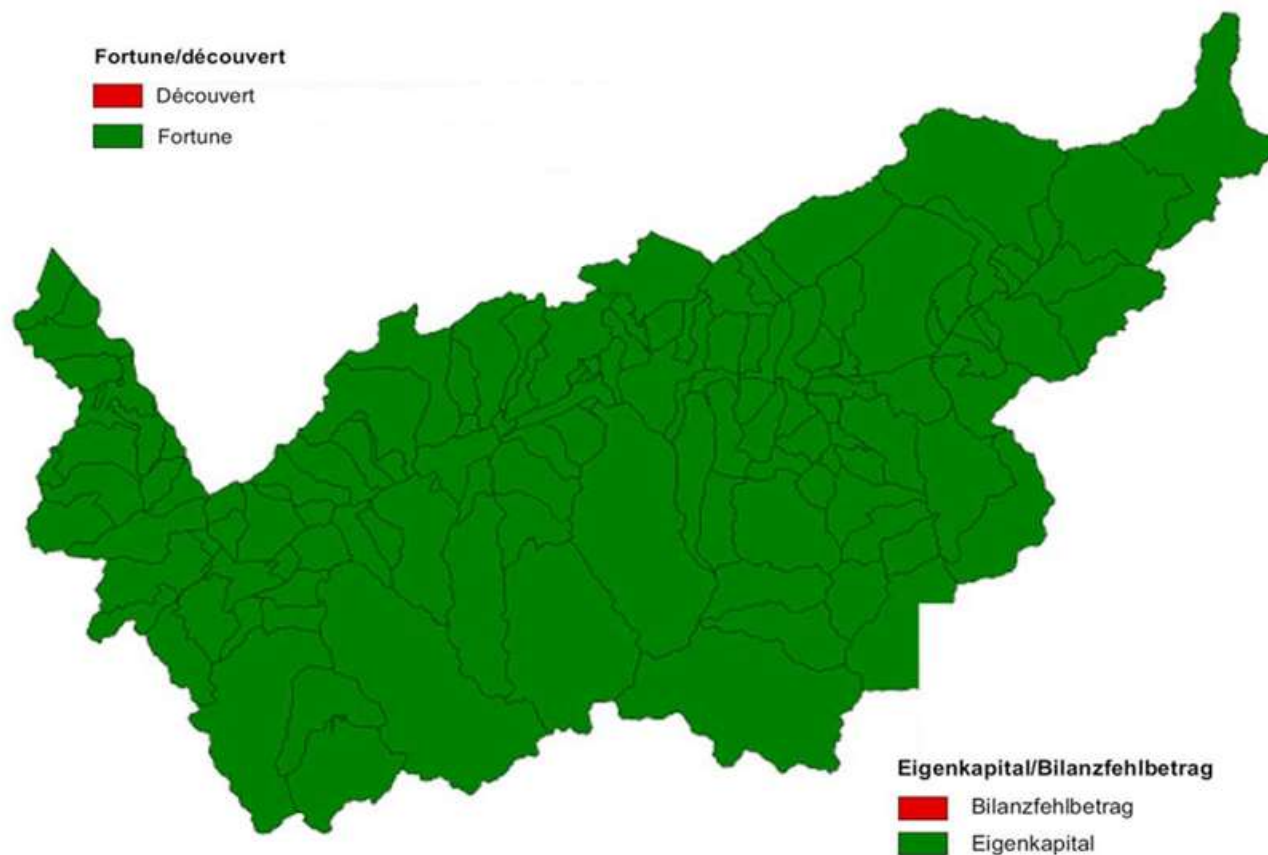 Fortune/découvert
Découvert
Fortune
Eigenkapital/Bilanzfehlbetrag
Bilanzfehlbetrag
Eigenkapital